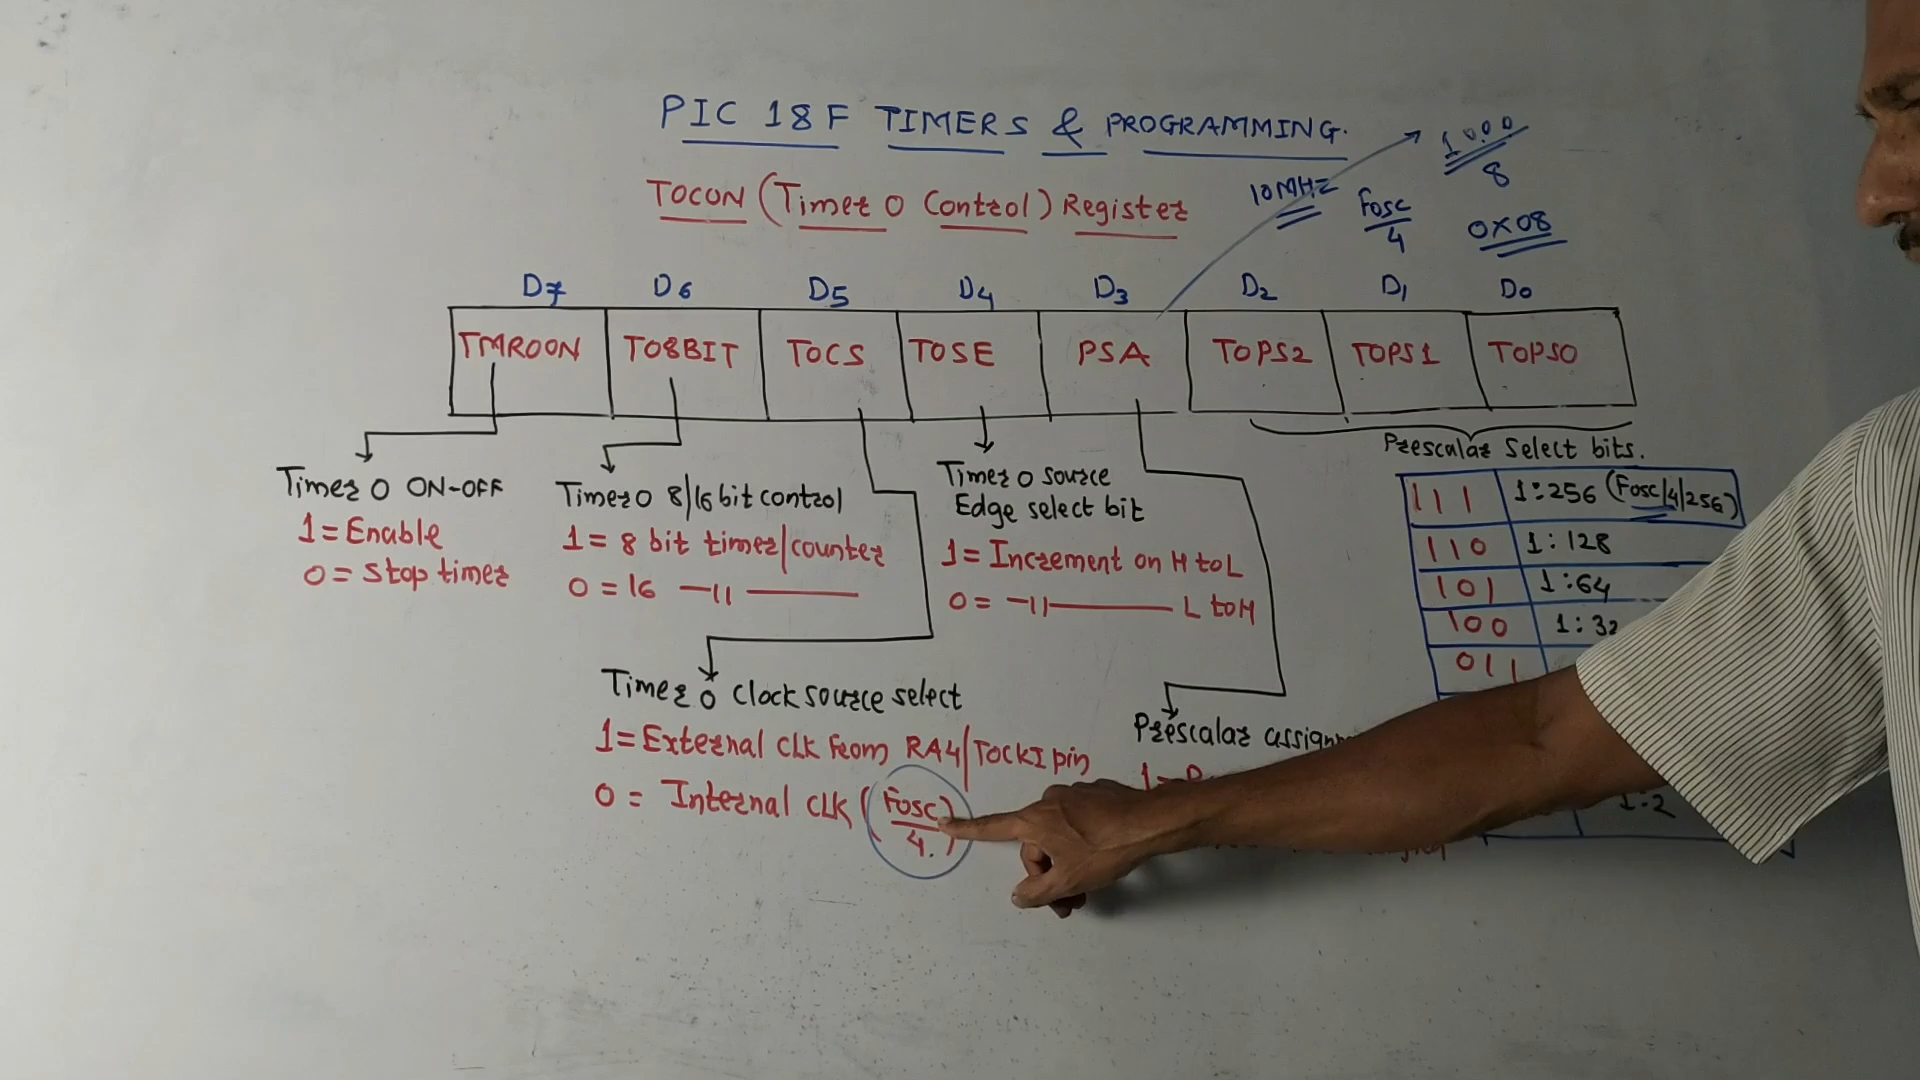 PIC 18F TIMERS & PROGRAMMING.
1000
8
TOCON (Timer 0 Control) Register
10MHZ
Fosc
4
0X08
D7 D6 D5 D4 D3 D2 D1 D0
TMROON TO8BIT TOCS TOSE PSA TOPS2 TOPS1 TOPSO
Prescalar Select bits.
Timer 0 ON-OFF
1=Enable
0=Stop timer
Timer0 8/16 bit control
1= 8 bit timer/counter
0=16 —11———
Timer 0 source
Edge select bit
1=Increment on H toL
0= —11——— L toH
111 1:256 (Fosc/4/256)
110 1:128
101 1:64
100 1:32
011
1:2
Timer 0 clock source select
1=External clk from RA4/TOCKI pin
0= Internal clk (Fosc
4.)
Prescalar
1=